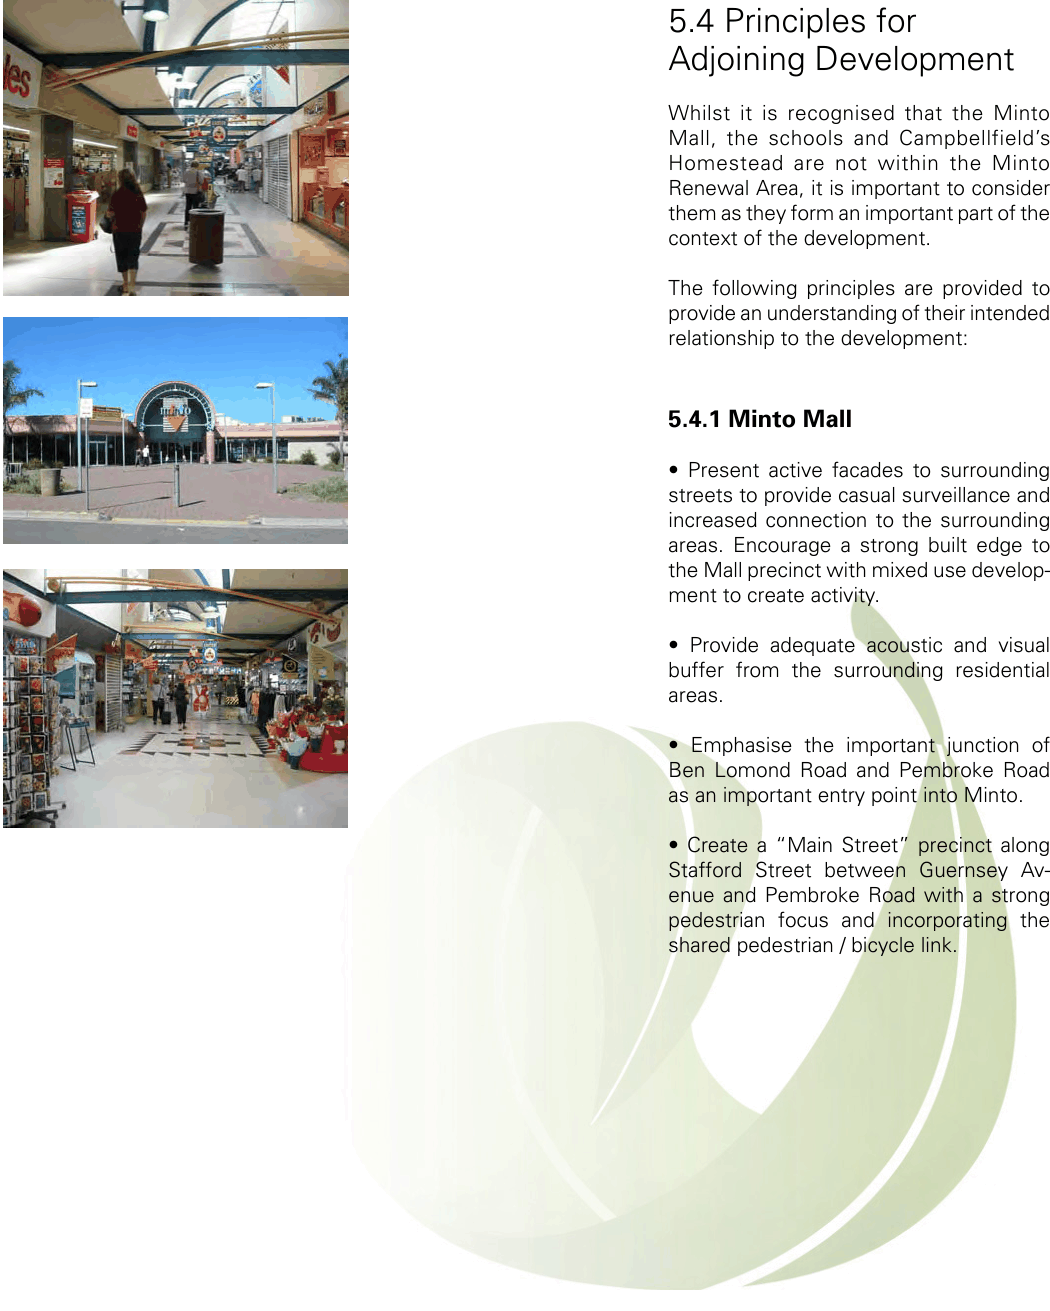 5.4 Principles for
Adjoining Development
Whilst it is recognised that the Minto
Mall, the schools and Campbellfield’s
Homestead are not within the Minto
Renewal Area, it is important to consider
them as they form an important part of the
context of the development.
The following principles are provided to
provide an understanding of their intended
relationship to the development:
5.4.1 Minto Mall
• Present active facades to surrounding
streets to provide casual surveillance and
increased connection to the surrounding
areas. Encourage a strong built edge to
the Mall precinct with mixed use develop-
ment to create activity.
• Provide adequate acoustic and visual
buffer from the surrounding residential
areas.
• Emphasise the important junction of
Ben Lomond Road and Pembroke Road
as an important entry point into Minto.
• Create a “Main Street” precinct along
Stafford Street between Guernsey Av-
enue and Pembroke Road with a strong
pedestrian focus and incorporating the
shared pedestrian / bicycle link.
les
minto